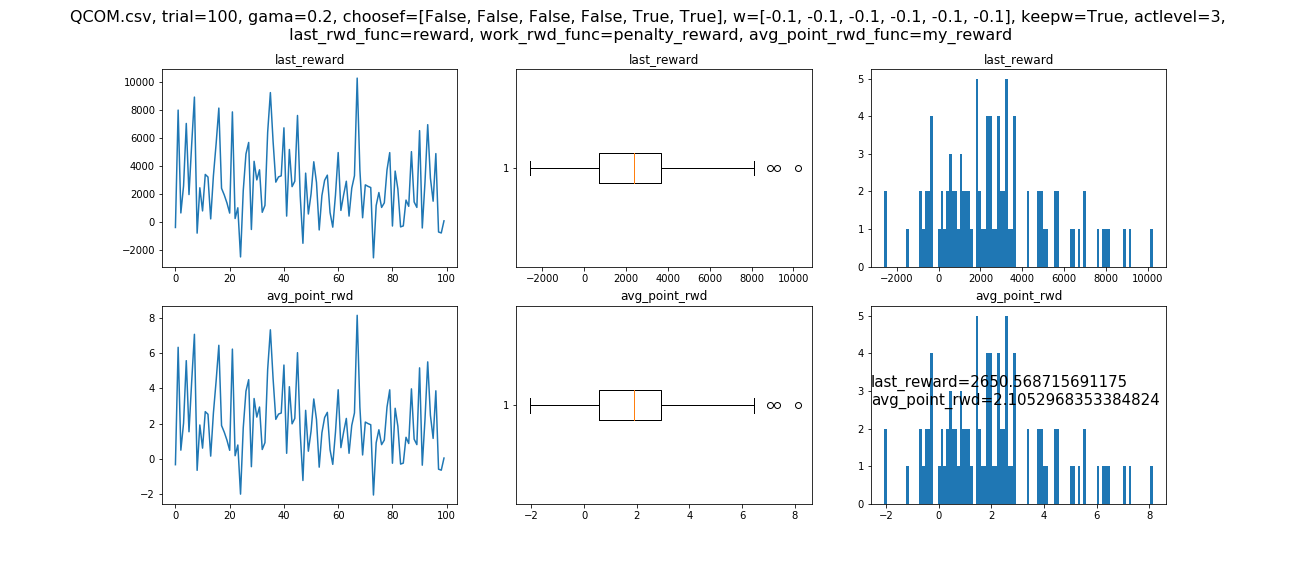 QCOM.csv, trial=100, gama=0.2, choosef=[False, False, False, False, True, True], w=[-0.1, -0.1, -0.1, -0.1, -0.1, -0.1], keepw=True, actlevel=3,
last_rwd_func=reward, work_rwd_func=penalty_reward, avg_point_rwd_func=my_reward
last_reward
10000
8000
6000
4000
2000
0
−2000
0 20 40 60 80 100
last_reward
1
−2000 0 2000 4000 6000 8000 10000
last_reward
5
4
3
2
1
0
−2000 0 2000 4000 6000 8000 10000
avg_point_rwd
8
6
4
2
0
−2
0 20 40 60 80 100
avg_point_rwd
1
−2 0 2 4 6 8
avg_point_rwd
5
4
3
2
1
0
−2 0 2 4 6 8
last_reward=2650.568715691175
avg_point_rwd=2.1052968353384824